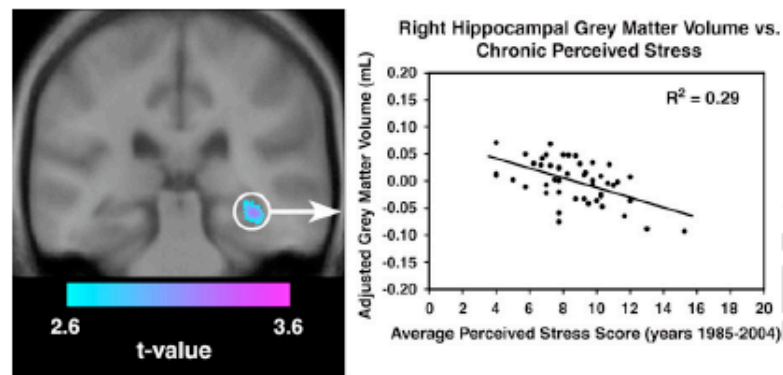 2.6
3.6
t-value
Right Hippocampal Grey Matter Volume vs.
Chronic Perceived Stress
Adjusted Grey Matter Volume (mL)
0.20
0.15
0.10
0.05
0.00
-0.05
-0.10
-0.15
-0.20
R² = 0.29
0 2 4 6 8 10 12 14 16 18 20
Average Perceived Stress Score (years 1985-2004)